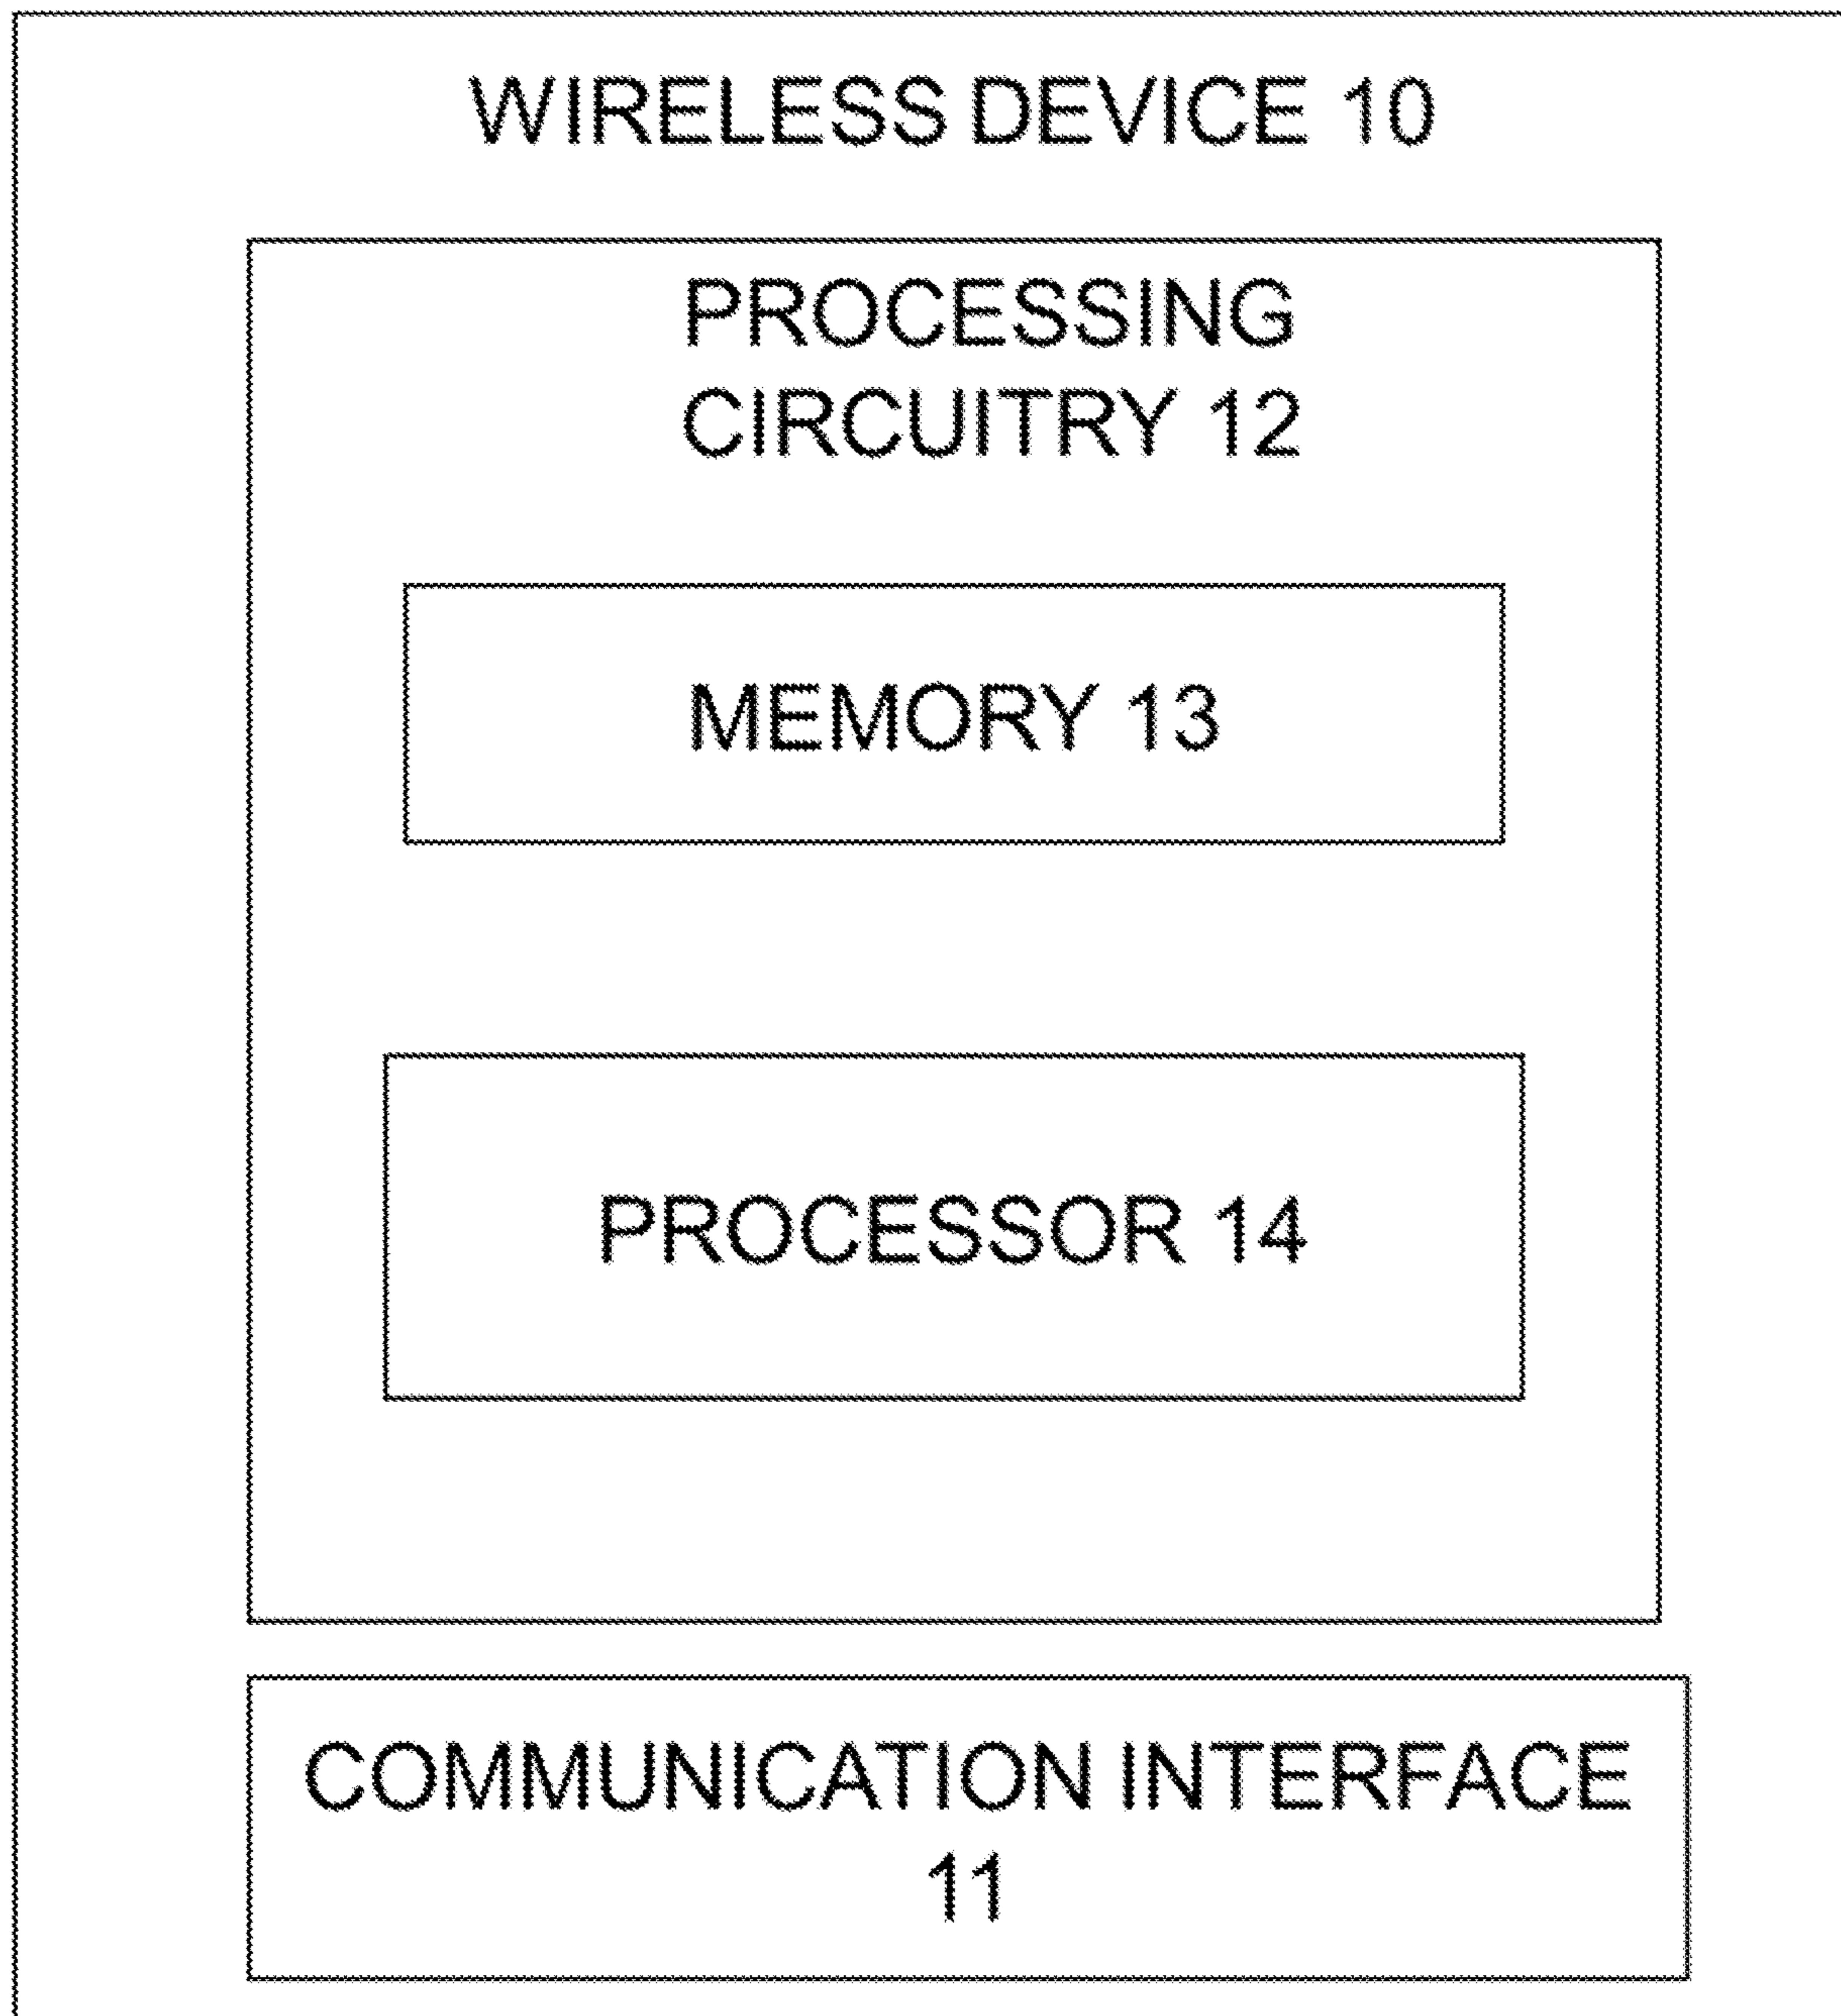 WIRELESS DEVICE 10
PROCESSING
CIRCUITRY 12
MEMORY 13
PROCESSOR 14
COMMUNICATION INTERFACE
11